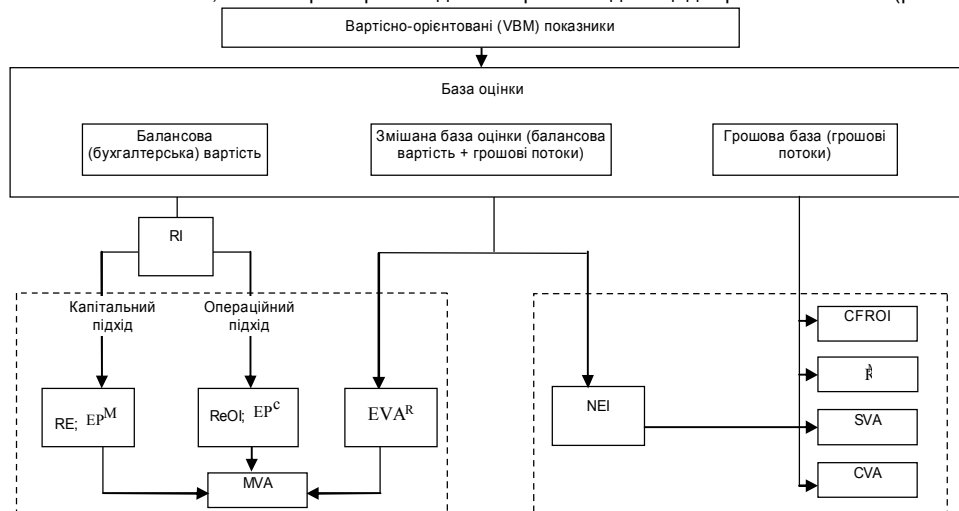 Вартісно-орієнтовані (VBM) показники
База оцінки
Балансова
(бухгалтерська) вартість
Змішана база оцінки (балансова
вартість + грошові потоки)
Грошова база (грошові
потоки)
RI
Капітальний
підхід
Операційний
підхід
CFROI
RE; EP^M
ReOI; EP^c
EVA^R
NEI
SVA
MVA
CVA